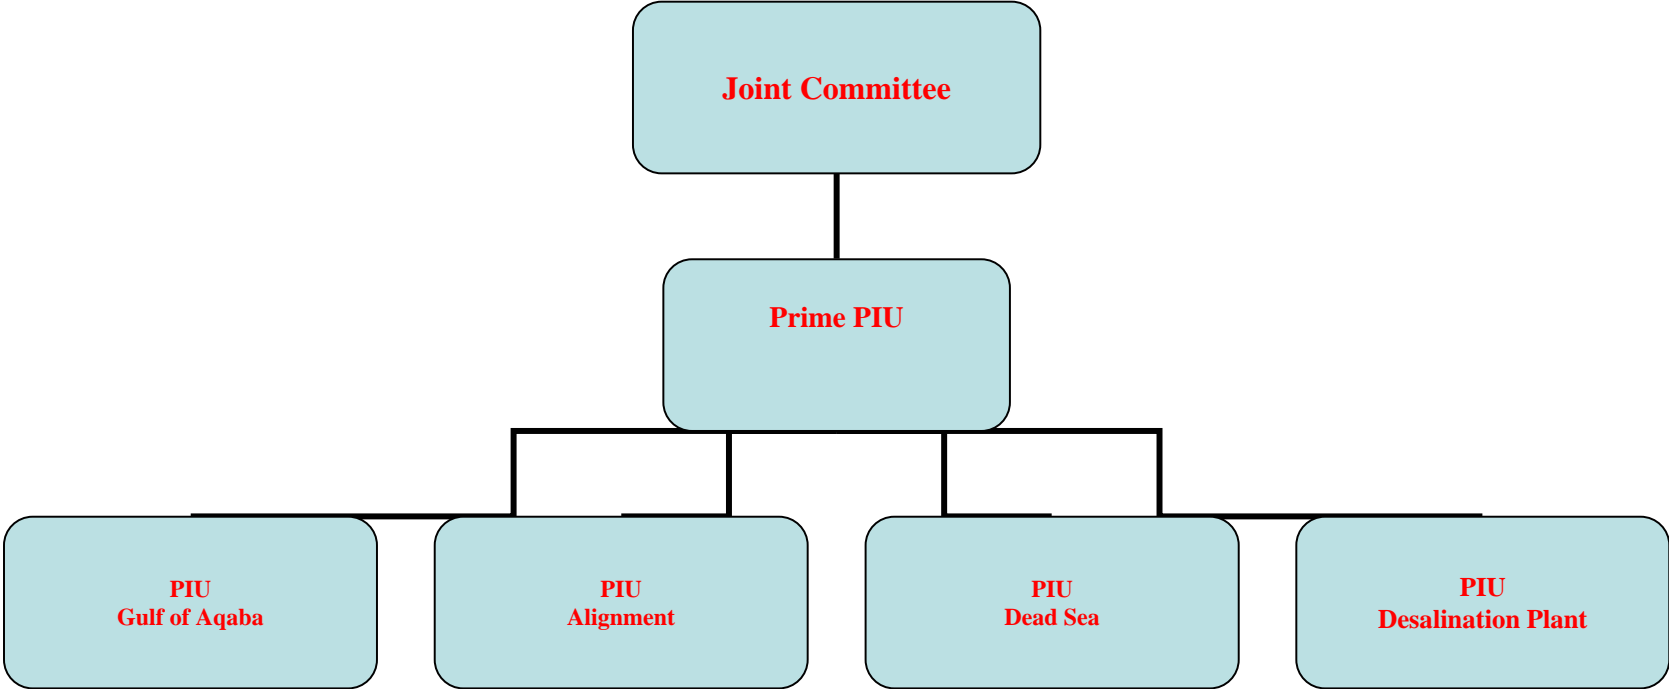 Joint Committee
Prime PIU
PIU
Gulf of Aqaba
PIU
Alignment
PIU
Dead Sea
PIU
Desalination Plant